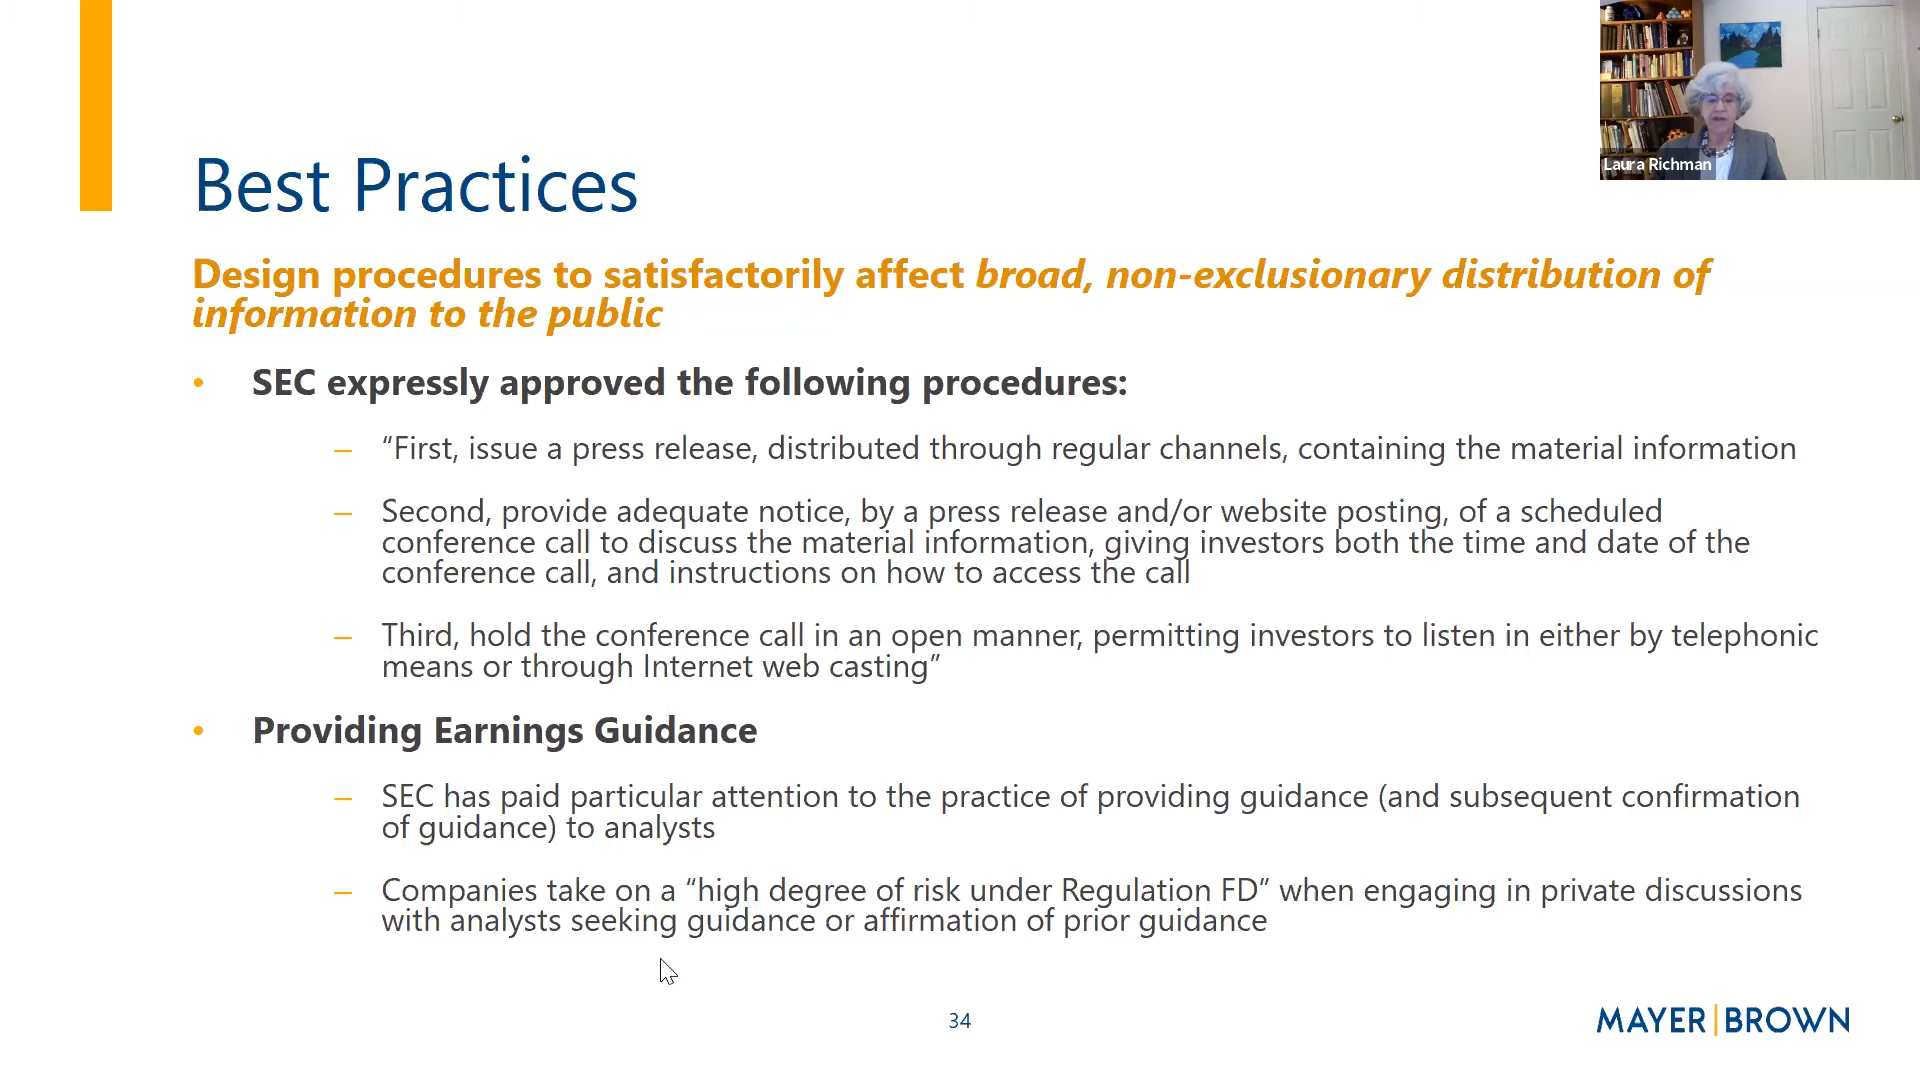 Laura Richman
Best Practices
Design procedures to satisfactorily affect broad, non-exclusionary distribution of
information to the public
• SEC expressly approved the following procedures:
– “First, issue a press release, distributed through regular channels, containing the material information
– Second, provide adequate notice, by a press release and/or website posting, of a scheduled
conference call to discuss the material information, giving investors both the time and date of the
conference call, and instructions on how to access the call
– Third, hold the conference call in an open manner, permitting investors to listen in either by telephonic
means or through Internet web casting”
• Providing Earnings Guidance
– SEC has paid particular attention to the practice of providing guidance (and subsequent confirmation
of guidance) to analysts
– Companies take on a “high degree of risk under Regulation FD” when engaging in private discussions
with analysts seeking guidance or affirmation of prior guidance
34
MAYER | BROWN